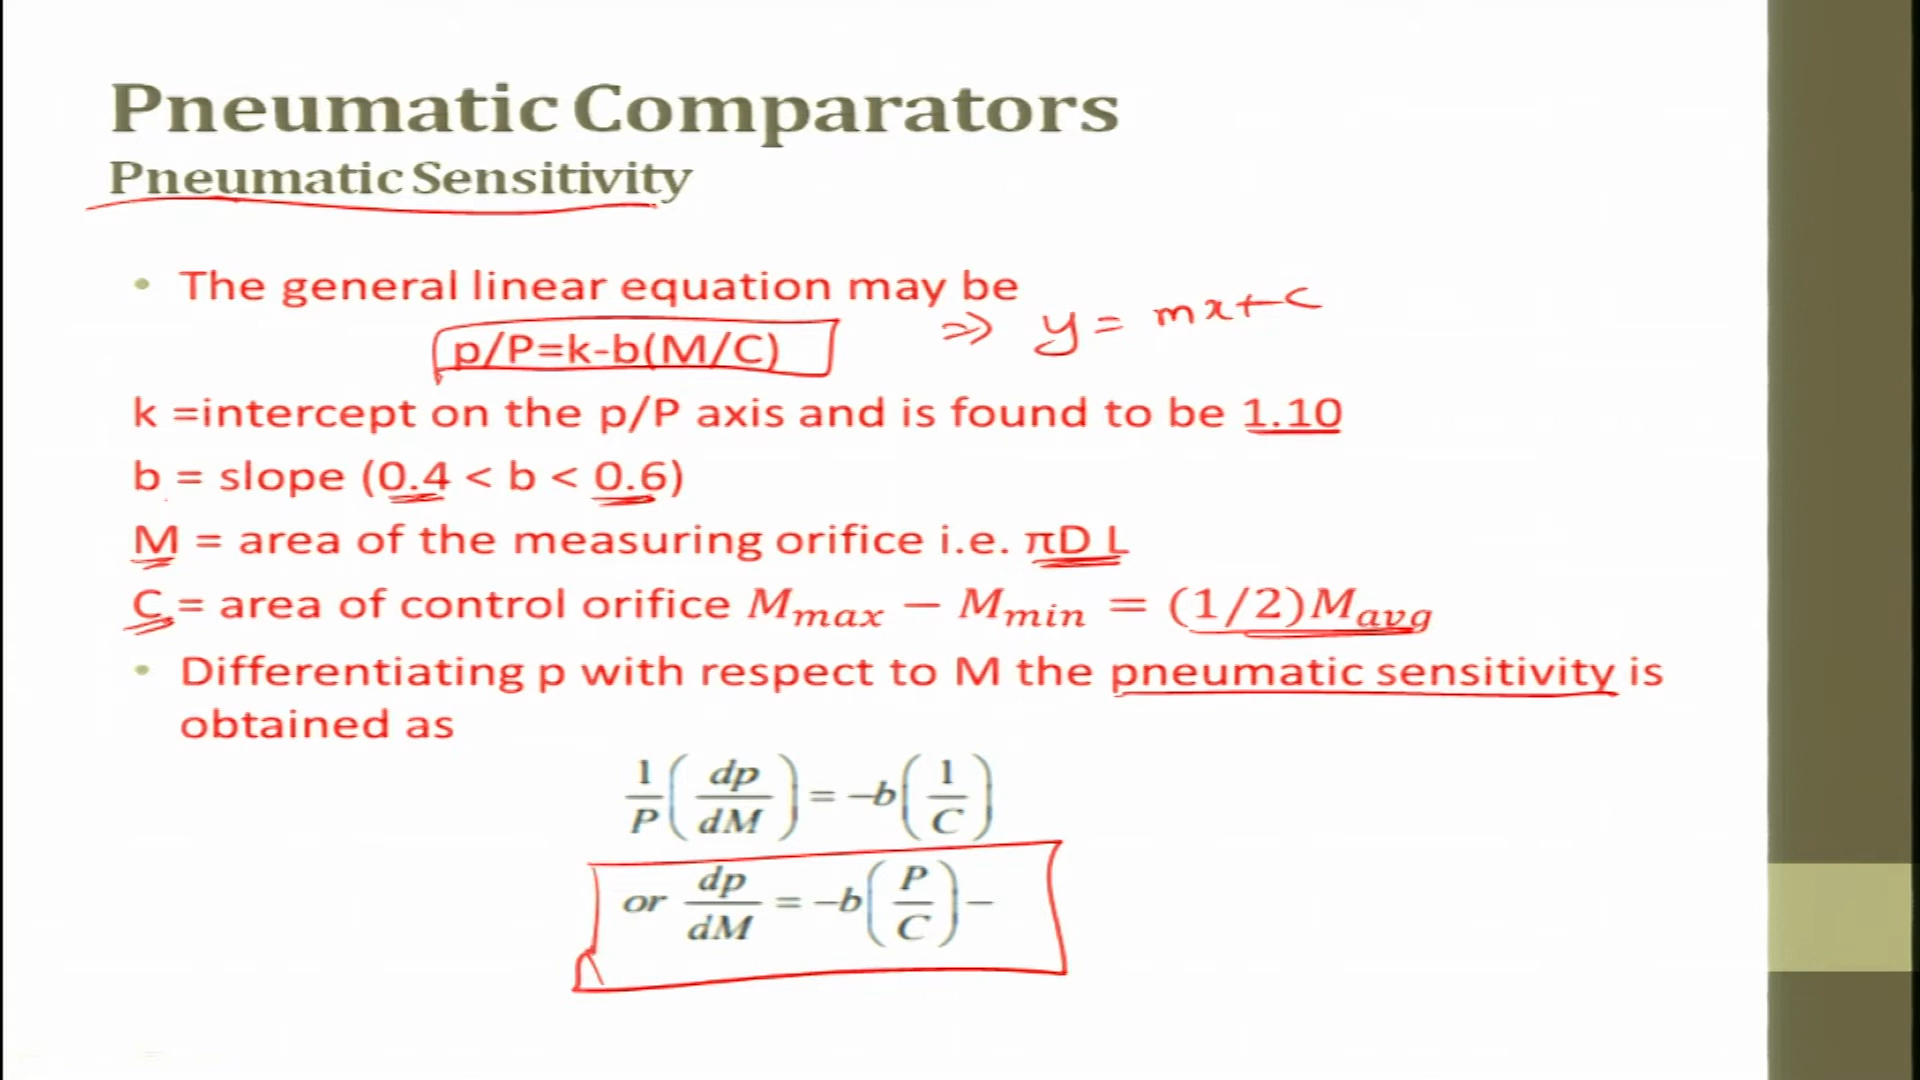 Pneumatic Comparators
Pneumatic Sensitivity
• The general linear equation may be
p/P=k-b(M/C) => y = mx+c
k =intercept on the p/P axis and is found to be 1.10
b = slope (0.4 < b < 0.6)
M = area of the measuring orifice i.e. πD L
C = area of control orifice M_max − M_min = (1/2)M_avg
• Differentiating p with respect to M the pneumatic sensitivity is
obtained as
1/P (dp/dM) = −b (1/C)
or dp/dM = −b (P/C) −